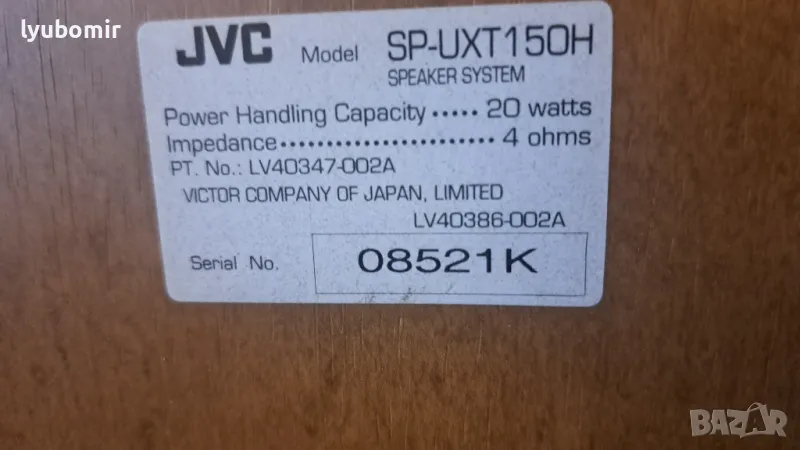 lyubomir
JVC Model SP-UXT150H
SPEAKER SYSTEM
Power Handling Capacity ..... 20 watts
Impedance........................ 4 ohms
PT. No.: LV40347-002A
VICTOR COMPANY OF JAPAN, LIMITED
LV40386-002A
Serial No. 08521K
BAZAR